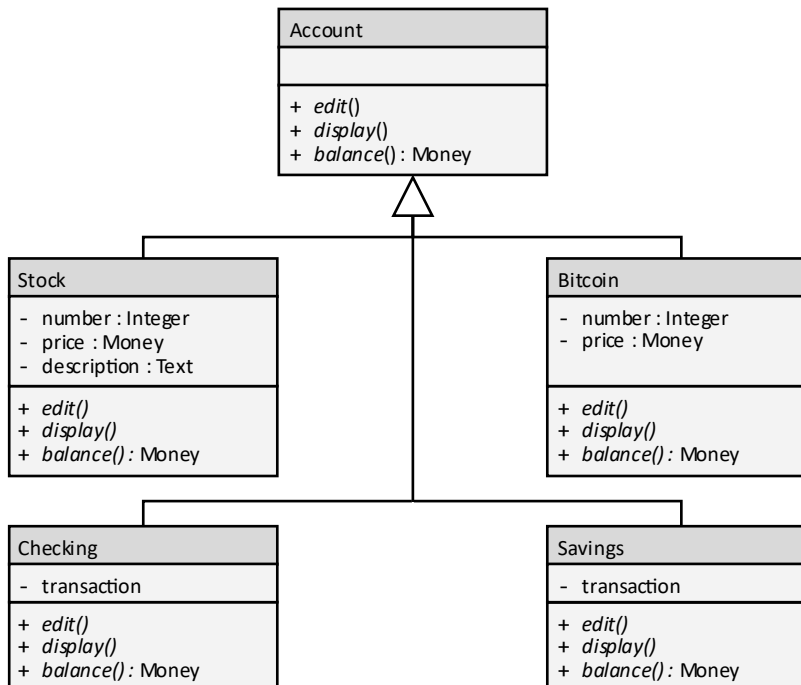 Account
+ edit()
+ display()
+ balance() : Money
Stock
- number : Integer
- price : Money
- description : Text
+ edit()
+ display()
+ balance() : Money
Bitcoin
- number : Integer
- price : Money
+ edit()
+ display()
+ balance() : Money
Checking
- transaction
+ edit()
+ display()
+ balance() : Money
Savings
- transaction
+ edit()
+ display()
+ balance() : Money